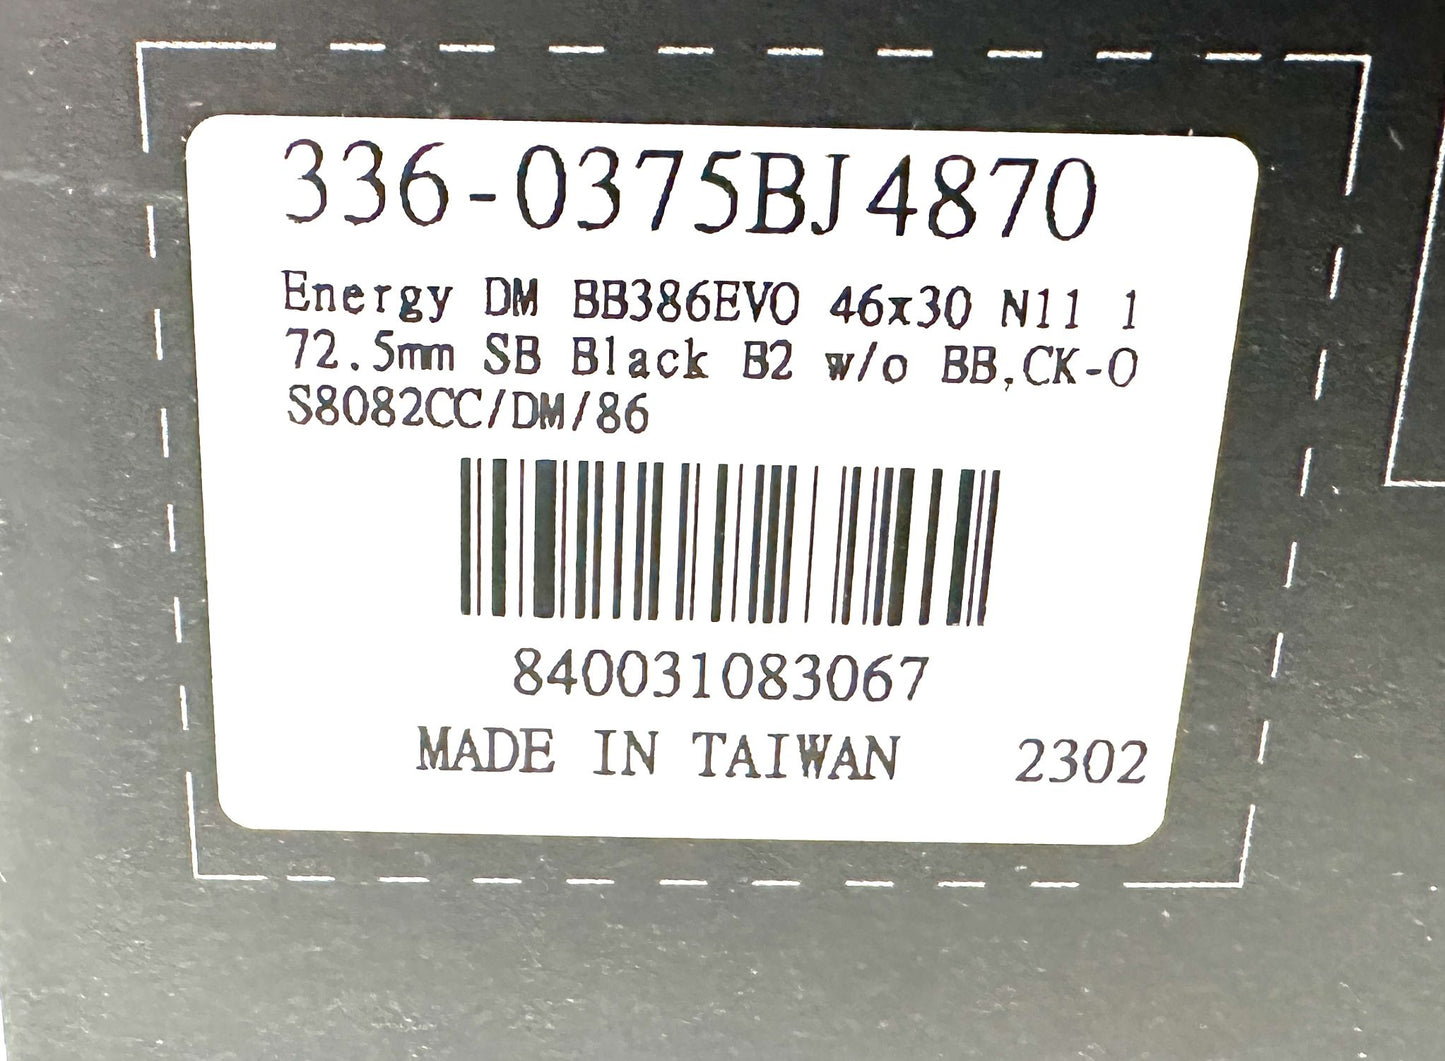 336-0375BJ4870
Energy DM BB386EVO 46x30 N11 1
72.5mm SB Black B2 w/o BB,CK-O
S8082CC/DM/86
840031083067
MADE IN TAIWAN 2302